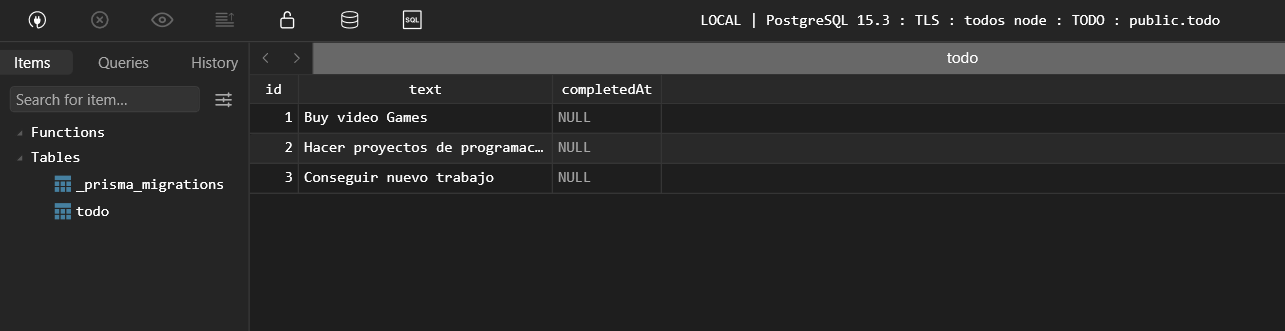 SQL
LOCAL | PostgreSQL 15.3 : TLS : todos node : TODO : public.todo
Items Queries History
Search for item...
Functions
Tables
_prisma_migrations
todo
todo
id text completedAt
1 Buy video Games NULL
2 Hacer proyectos de programac… NULL
3 Conseguir nuevo trabajo NULL